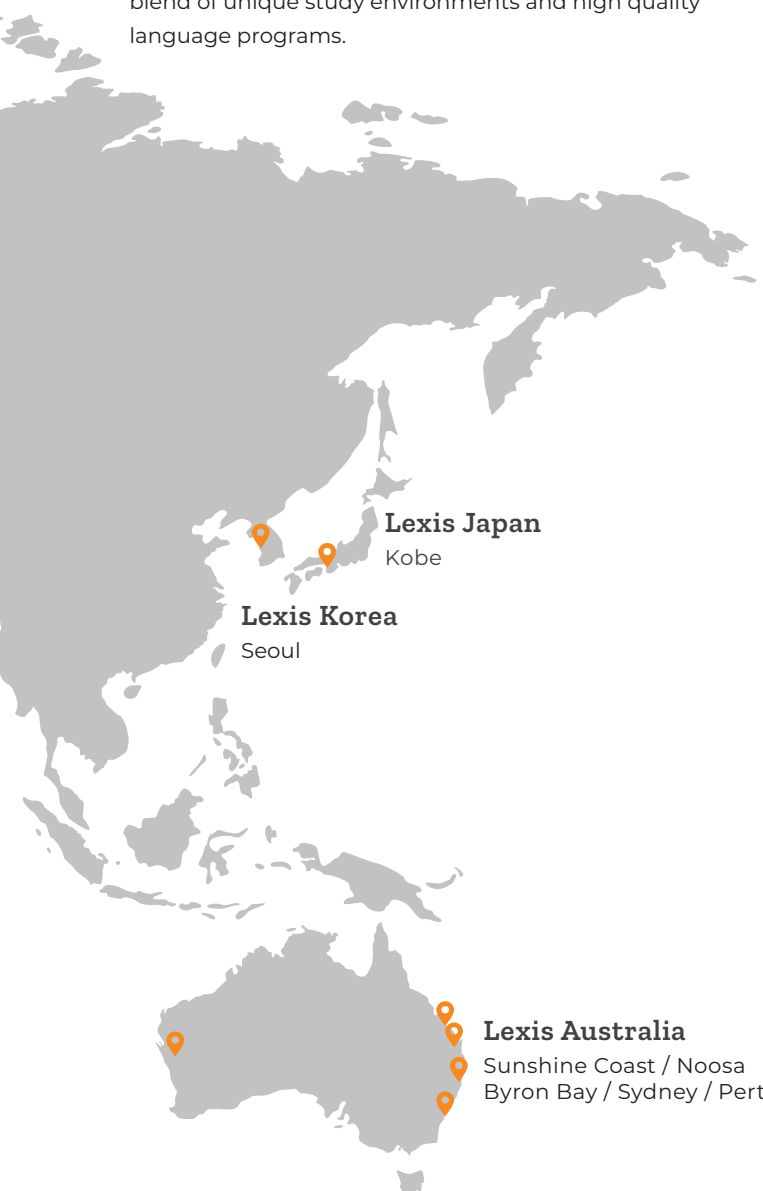 blend of unique study environments and high quality
language programs.
Lexis Japan
Kobe
Lexis Korea
Seoul
Lexis Australia
Sunshine Coast / Noosa
Byron Bay / Sydney / Pert